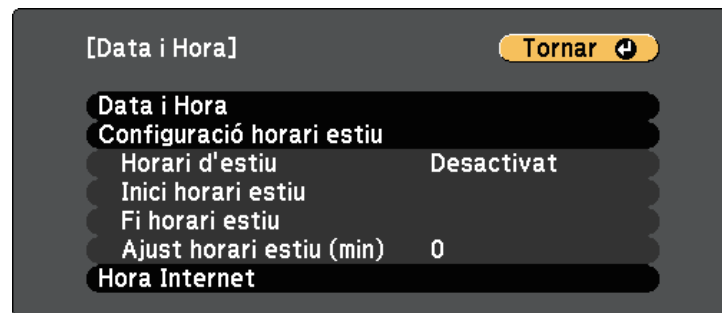 [Data i Hora]
Tornar
Data i Hora
Configuració horari estiu
Horari d'estiu Desactivat
Inici horari estiu
Fi horari estiu
Ajust horari estiu (min) 0
Hora Internet